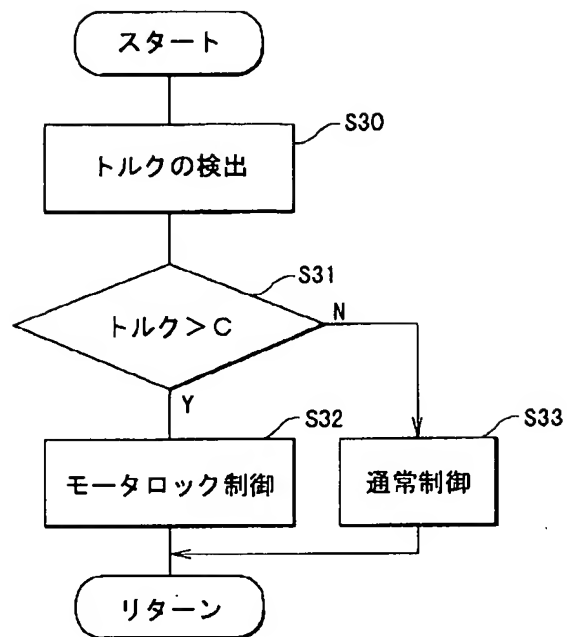 スタート
S30
トルクの検出
S31
トルク>C
N
Y
S32
モータロック制御
S33
通常制御
リターン